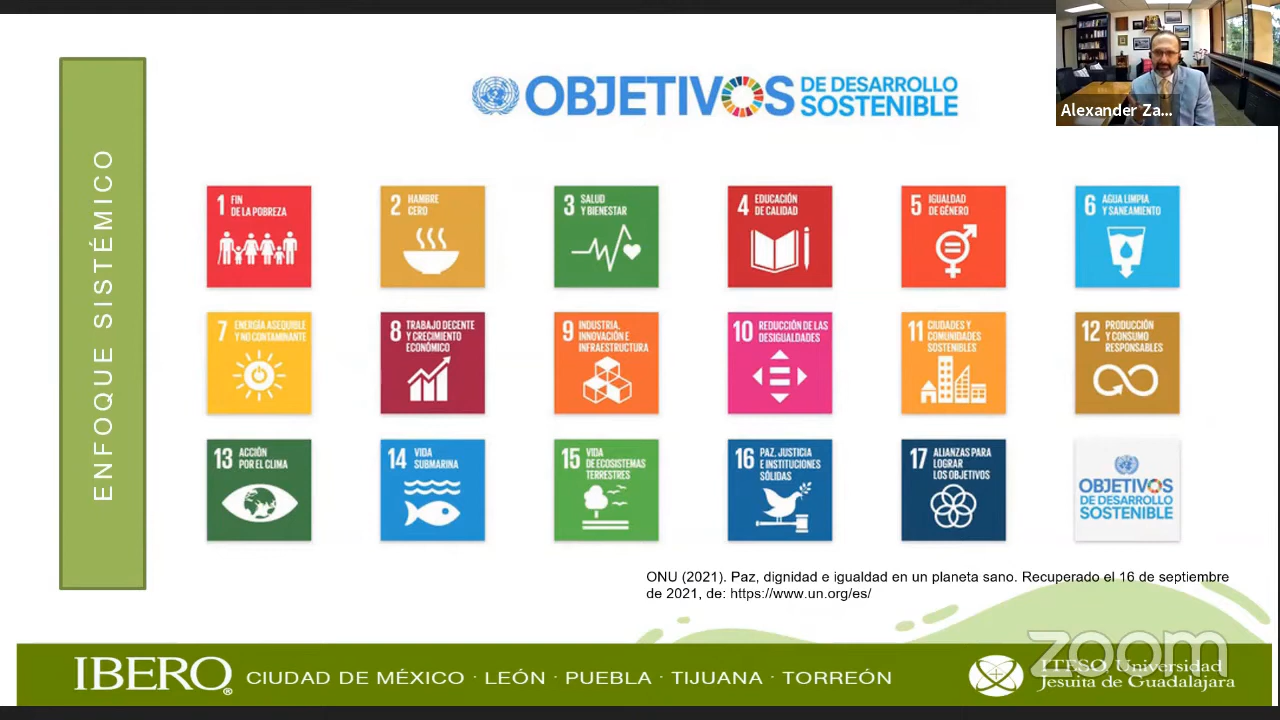 Alexander Za...
OBJETIVOS
DE DESARROLLO
SOSTENIBLE
ENFOQUE SISTÉMICO
1 FIN
DE LA POBREZA
2 HAMBRE
CERO
3 SALUD
Y BIENESTAR
4 EDUCACIÓN
DE CALIDAD
5 IGUALDAD
DE GÉNERO
6 AGUA LIMPIA
Y SANEAMIENTO
7 ENERGÍA ASEQUIBLE
Y NO CONTAMINANTE
8 TRABAJO DECENTE
Y CRECIMIENTO
ECONÓMICO
9 INDUSTRIA,
INNOVACIÓN E
INFRAESTRUCTURA
10 REDUCCIÓN DE LAS
DESIGUALDADES
11 CIUDADES Y
COMUNIDADES
SOSTENIBLES
12 PRODUCCIÓN
Y CONSUMO
RESPONSABLES
13 ACCIÓN
POR EL CLIMA
14 VIDA
SUBMARINA
15 VIDA
DE ECOSISTEMAS
TERRESTRES
16 PAZ, JUSTICIA
E INSTITUCIONES
SÓLIDAS
17 ALIANZAS PARA
LOGRAR
LOS OBJETIVOS
OBJETIVOS
DE DESARROLLO
SOSTENIBLE
ONU (2021). Paz, dignidad e igualdad en un planeta sano. Recuperado el 16 de septiembre
de 2021, de: https://www.un.org/es/
zoom
IBERO® CIUDAD DE MÉXICO · LEÓN · PUEBLA · TIJUANA · TORREÓN
ITESO, Universidad
Jesuita de Guadalajara